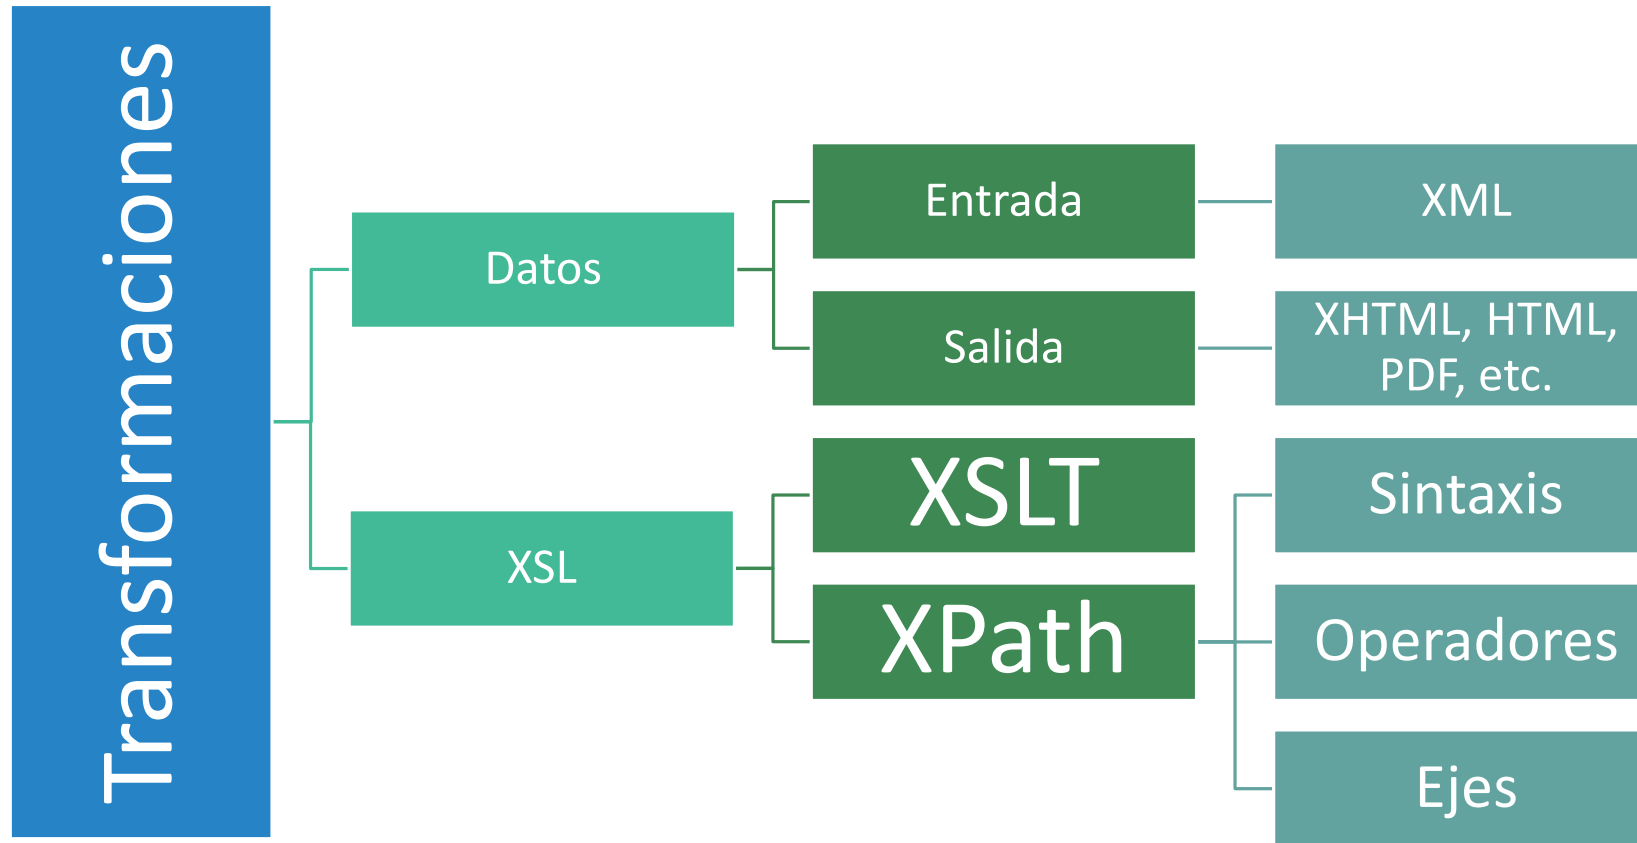 Transformaciones
Datos
Entrada
XML
Salida
XHTML, HTML,
PDF, etc.
XSL
XSLT
XPath
Sintaxis
Operadores
Ejes